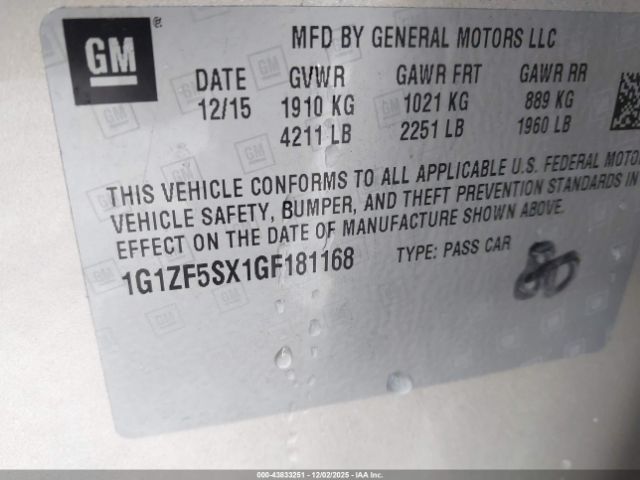 GM ® MFD BY GENERAL MOTORS LLC
DATE GVWR GAWR FRT GAWR RR
12/15 1910 KG 1021 KG 889 KG
4211 LB 2251 LB 1960 LB
THIS VEHICLE CONFORMS TO ALL APPLICABLE U.S. FEDERAL MOTO
VEHICLE SAFETY, BUMPER, AND THEFT PREVENTION STANDARDS IN
EFFECT ON THE DATE OF MANUFACTURE SHOWN ABOVE.
1G1ZF5SX1GF181168 TYPE: PASS CAR
000-43833251 - 12/02/2025 - IAA Inc.